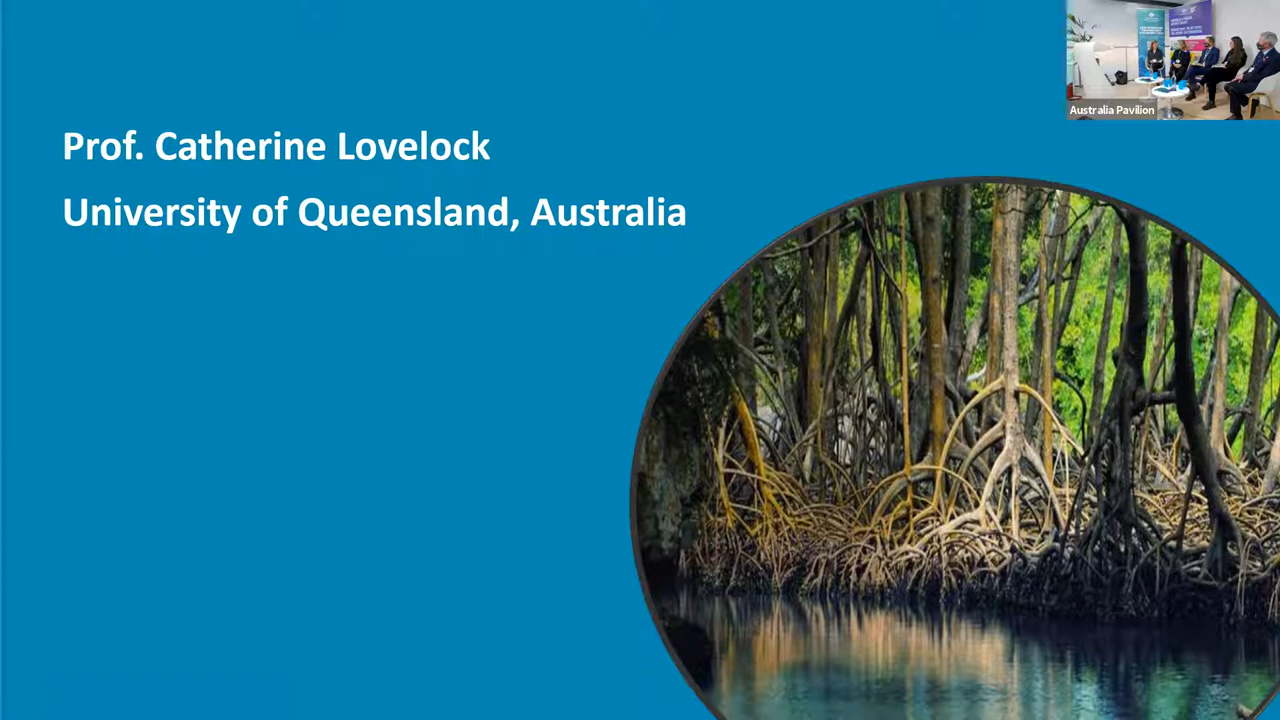 Prof. Catherine Lovelock
University of Queensland, Australia
Australia Pavilion